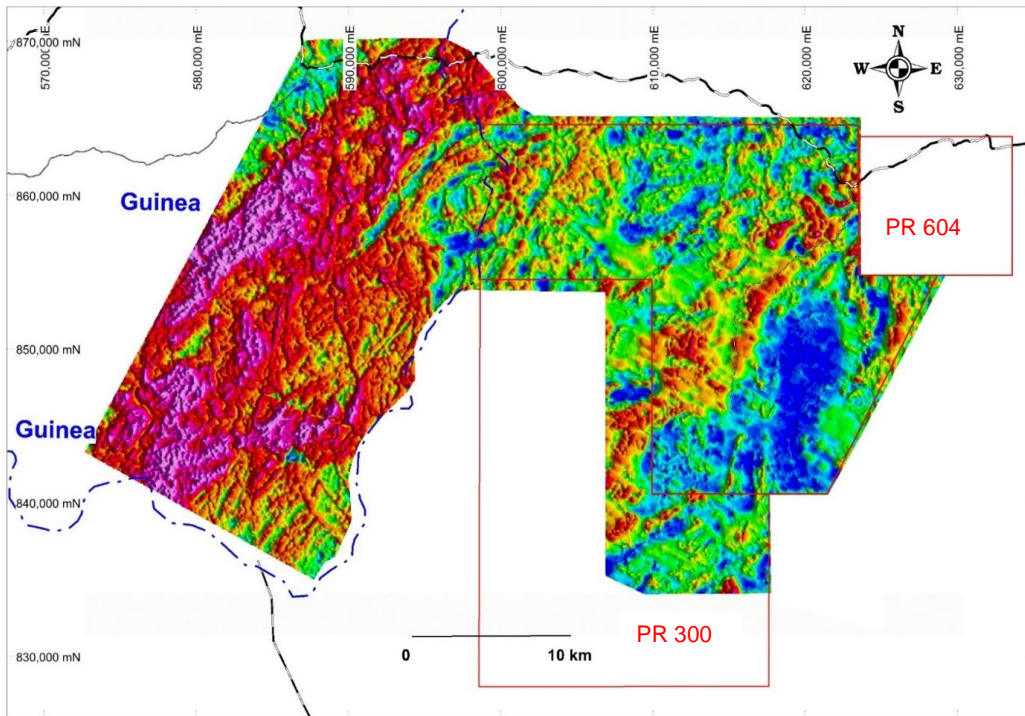 870,000 mN
570,000 mE
580,000 mE
590,000 mE
600,000 mE
610,000 mE
620,000 mE
630,000 mE
N
W E
S
860,000 mN
Guinea
PR 604
850,000 mN
Guinea
840,000 mN
PR 300
830,000 mN
0 10 km